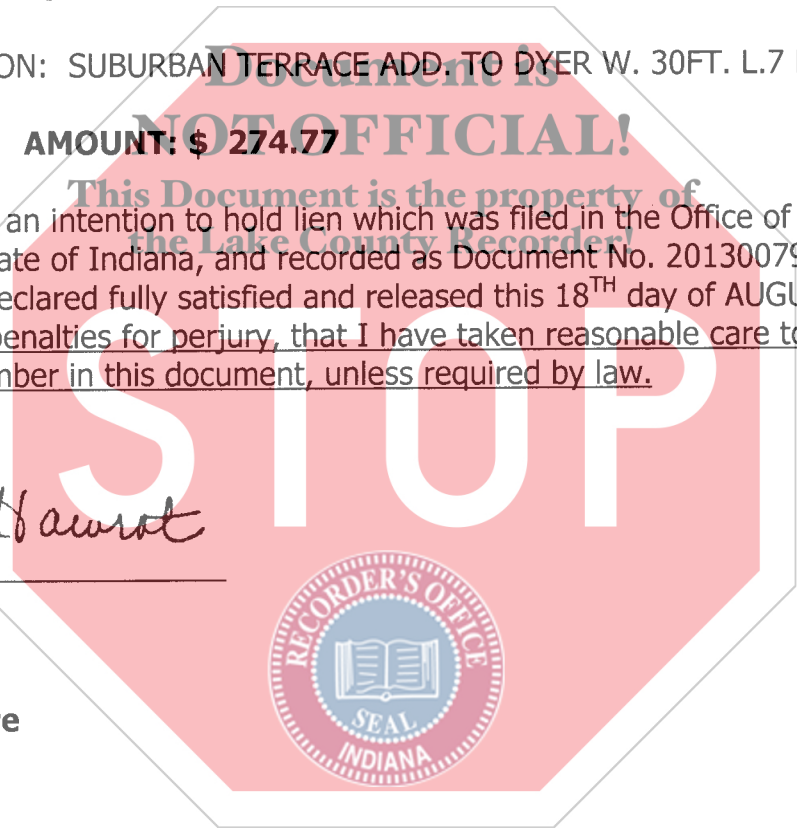 ON: SUBURBAN TERRACE ADD. TO DYER W. 30FT. L.7
Document is
AMOUNT: $ 274.77
NOT OFFICIAL!
This Document is the property of
the Lake County Recorder!
an intention to hold lien which was filed in the Office of
ate of Indiana, and recorded as Document No. 20130079
eclared fully satisfied and released this 18TH day of AUGU
penalties for perjury, that I have taken reasonable care to
mber in this document, unless required by law.
STOP
Hawrot
RECORDER'S OFFICE
SEAL
INDIANA
re